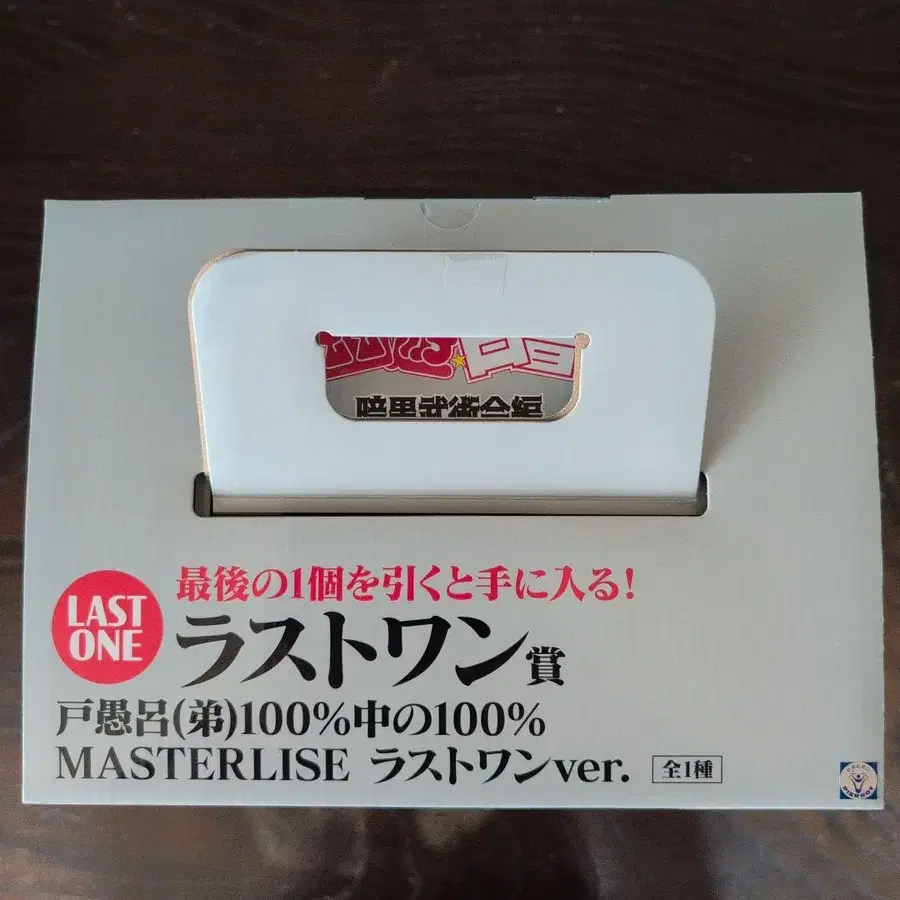 暗黒武術会編
最後の1個を引くと手に入る!
LAST
ONE
ラストワン賞
戸愚呂(弟)100%中の100%
MASTERLISE ラストワンver.
全1種